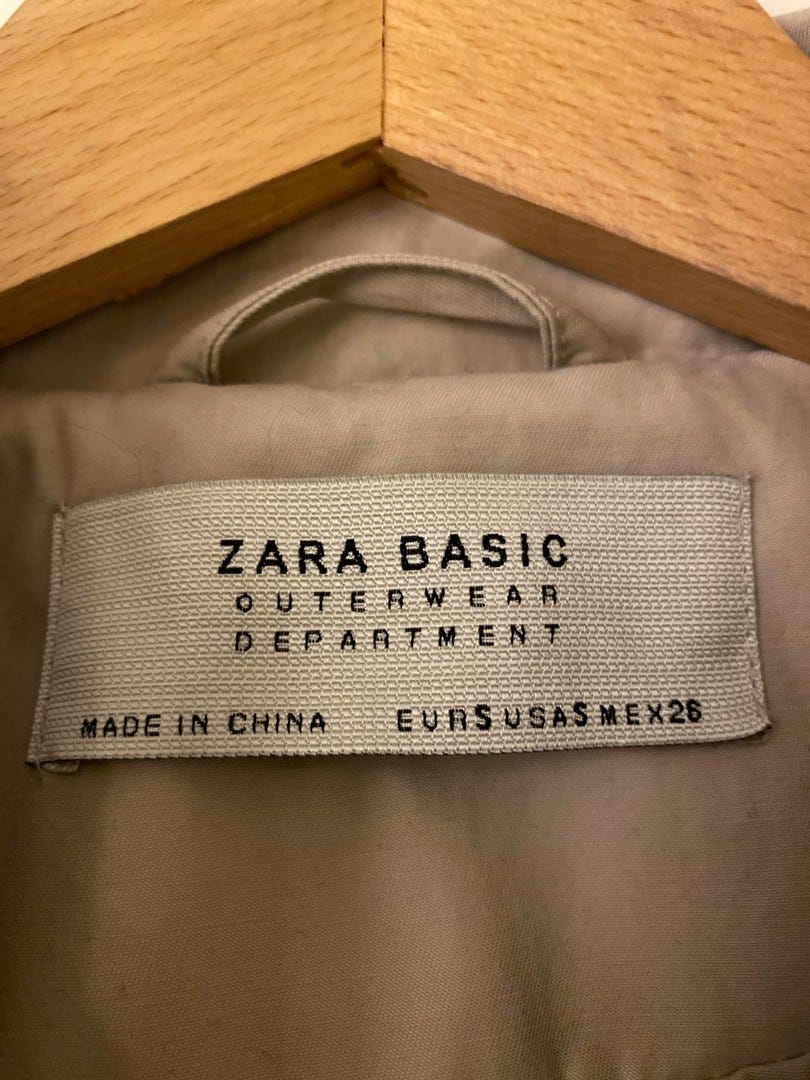 ZARA BASIC
OUTERWEAR
DEPARTMENT
MADE IN CHINA EUR S USA S MEX 26